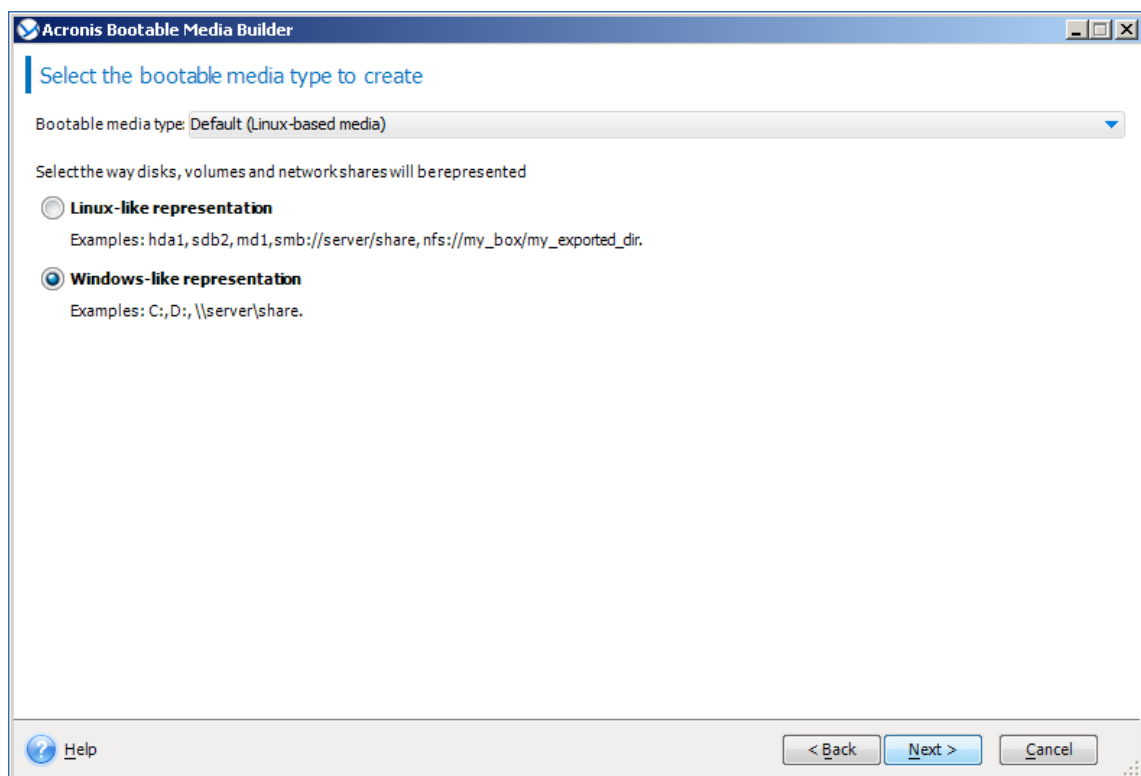 Acronis Bootable Media Builder
Select the bootable media type to create
Bootable media type: Default (Linux-based media)
Select the way disks, volumes and network shares will be represented
Linux-like representation
Examples: hda1, sdb2, md1, smb://server/share, nfs://my_box/my_exported_dir.
Windows-like representation
Examples: C:, D:, \\server\share.
Help < Back Next > Cancel